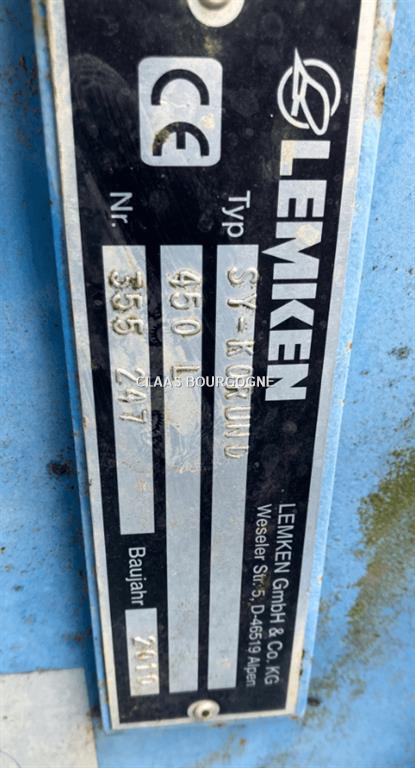 LEMKEN
LEMKEN GmbH & Co. KG
Weseler Str. 5, D-46519 Alpen
CE
Typ SY-KORUND
450 L
Nr. 355 247 Baujahr 2010
CLAAS BOURGOGNE